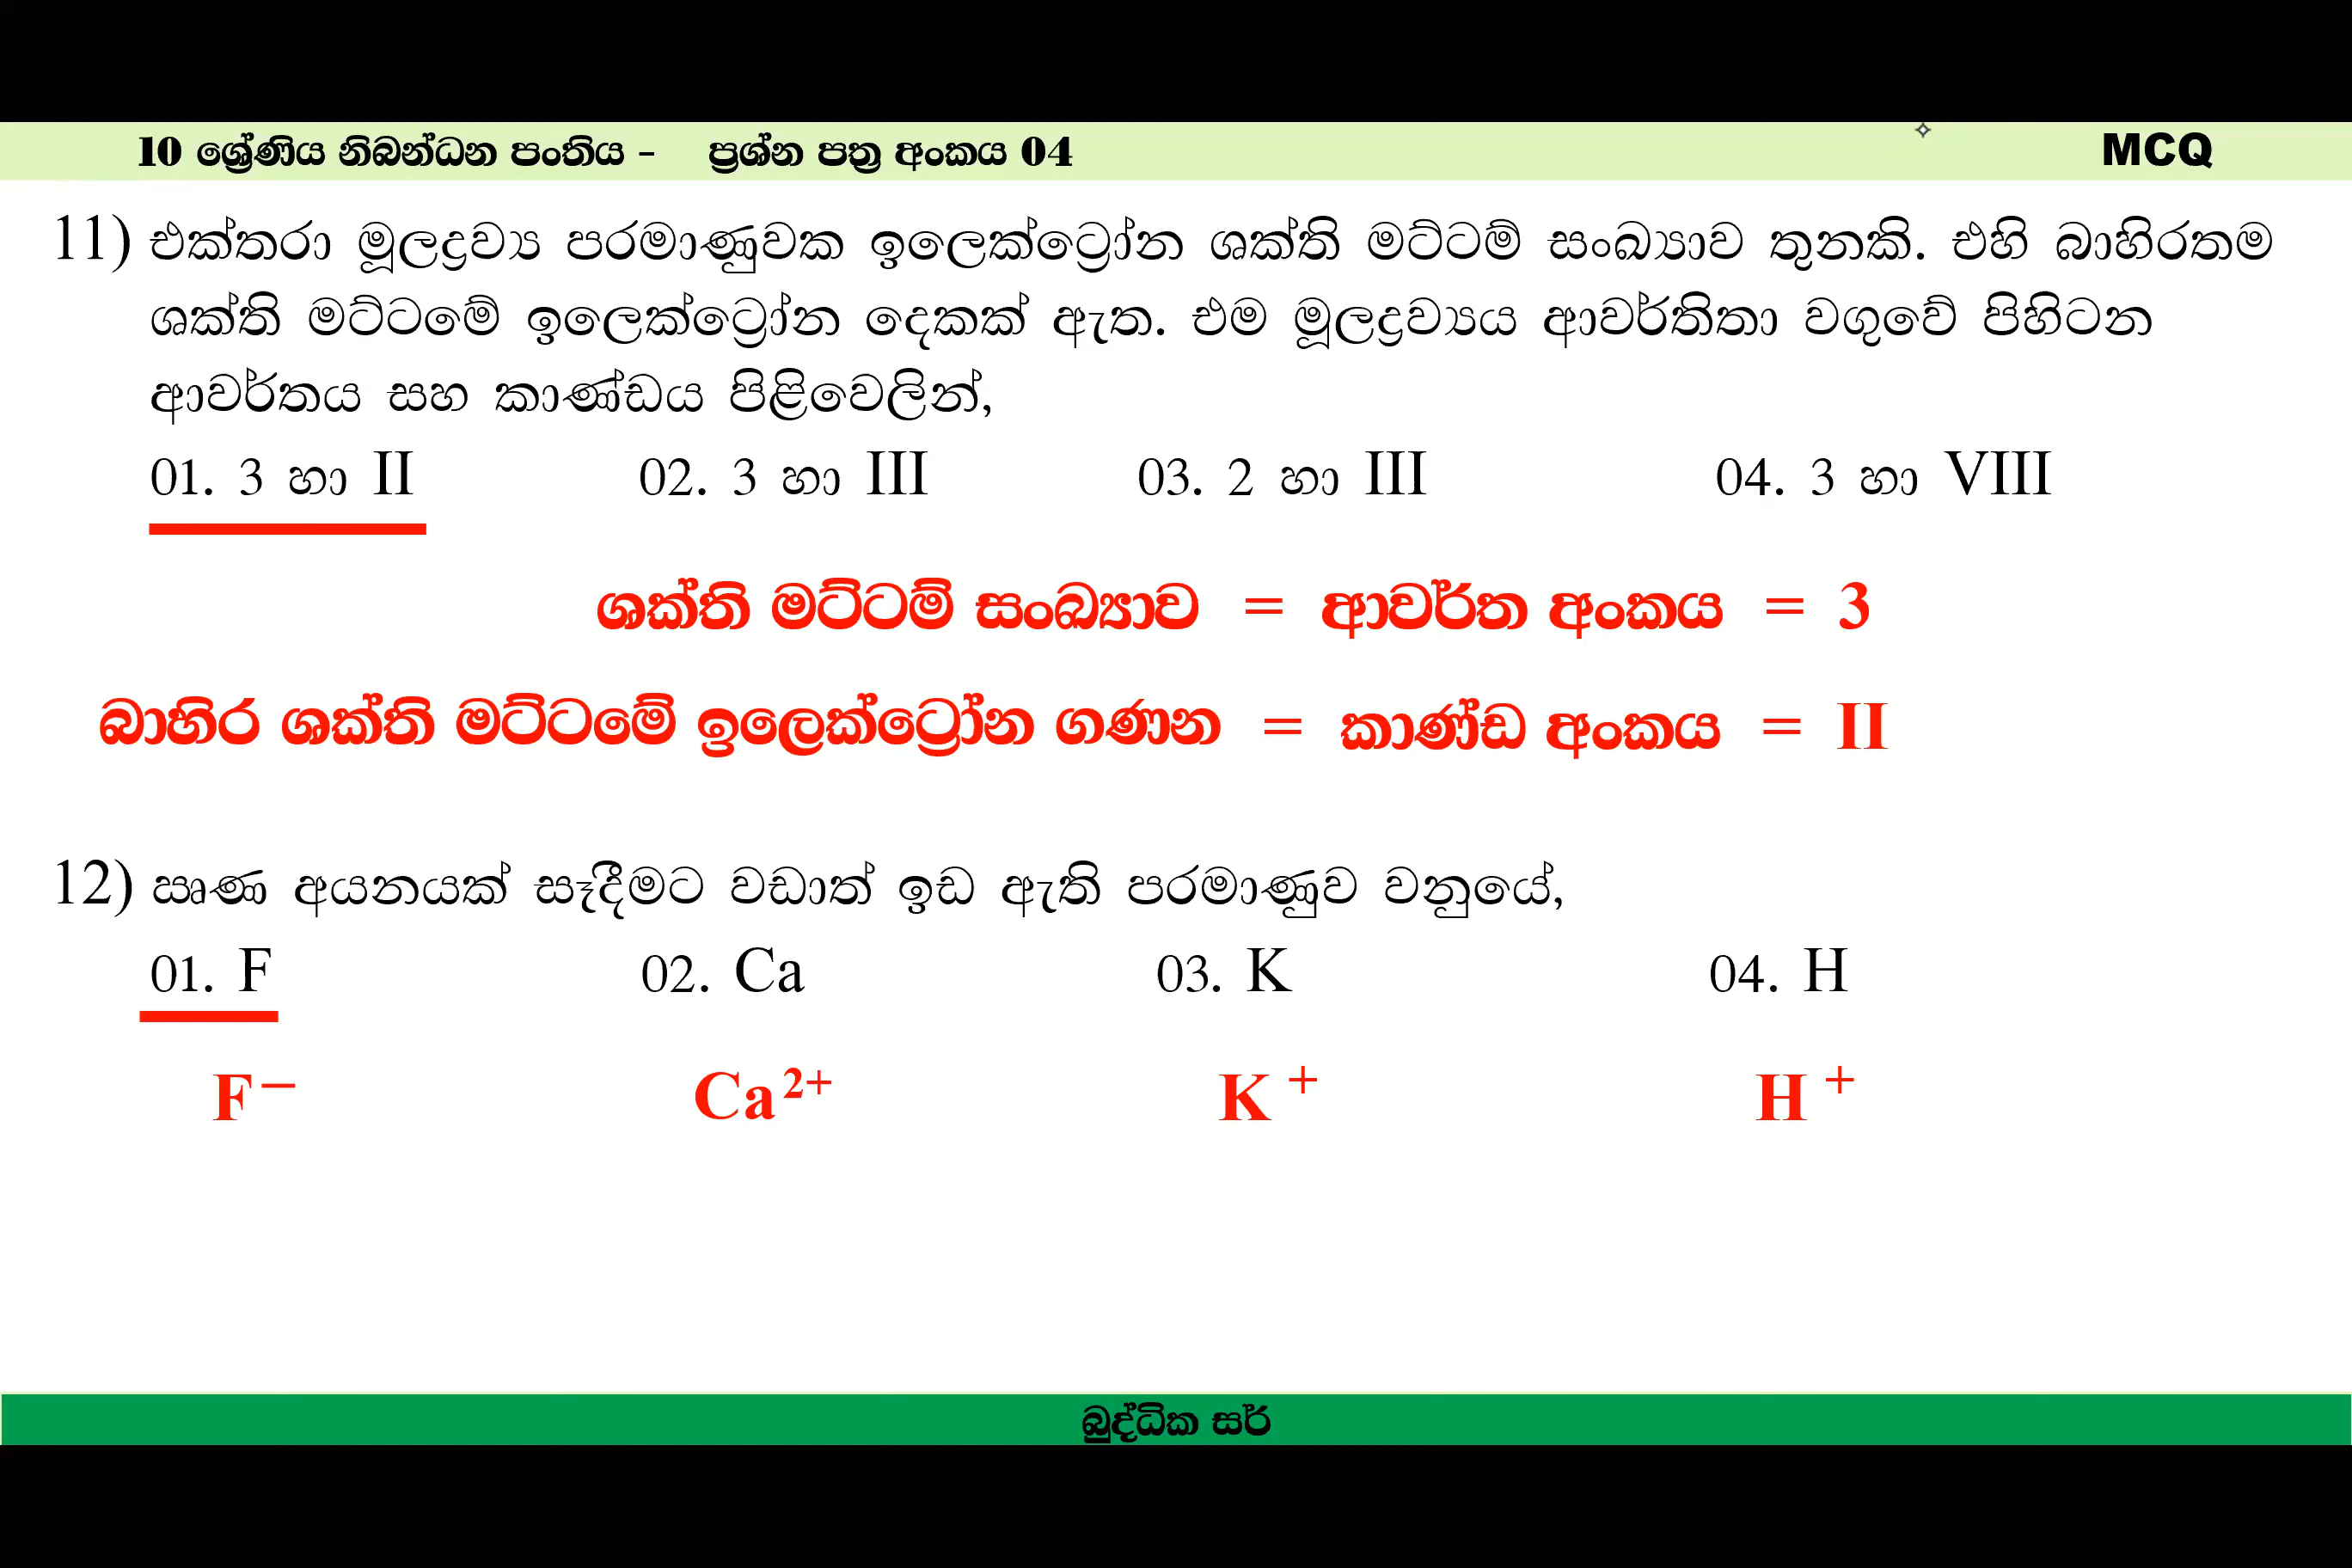 10 ශ්‍රේණිය නිබන්ධන පංතිය - ප්‍රශ්න පත්‍ර අංකය 04 MCQ
11) එක්තරා මූලද්‍රව්‍ය පරමාණුවක ඉලෙක්ට්‍රෝන ශක්ති මට්ටම් සංඛ්‍යාව තුනකි. එහි බාහිරතම
ශක්ති මට්ටමේ ඉලෙක්ට්‍රෝන දෙකක් ඇත. එම මූලද්‍රව්‍යය ආවර්තිතා වගුවේ පිහිටන
ආවර්තය සහ කාණ්ඩය පිළිවෙලින්,
01. 3 හා II 02. 3 හා III 03. 2 හා III 04. 3 හා VIII
ශක්ති මට්ටම් සංඛ්‍යාව = ආවර්ත අංකය = 3
බාහිර ශක්ති මට්ටමේ ඉලෙක්ට්‍රෝන ගණන = කාණ්ඩ අංකය = II
12) ඍණ අයනයක් සෑදීමට වඩාත් ඉඩ ඇති පරමාණුව වනුයේ,
01. F 02. Ca 03. K 04. H
F⁻ Ca²⁺ K⁺ H⁺
බුද්ධික සර්